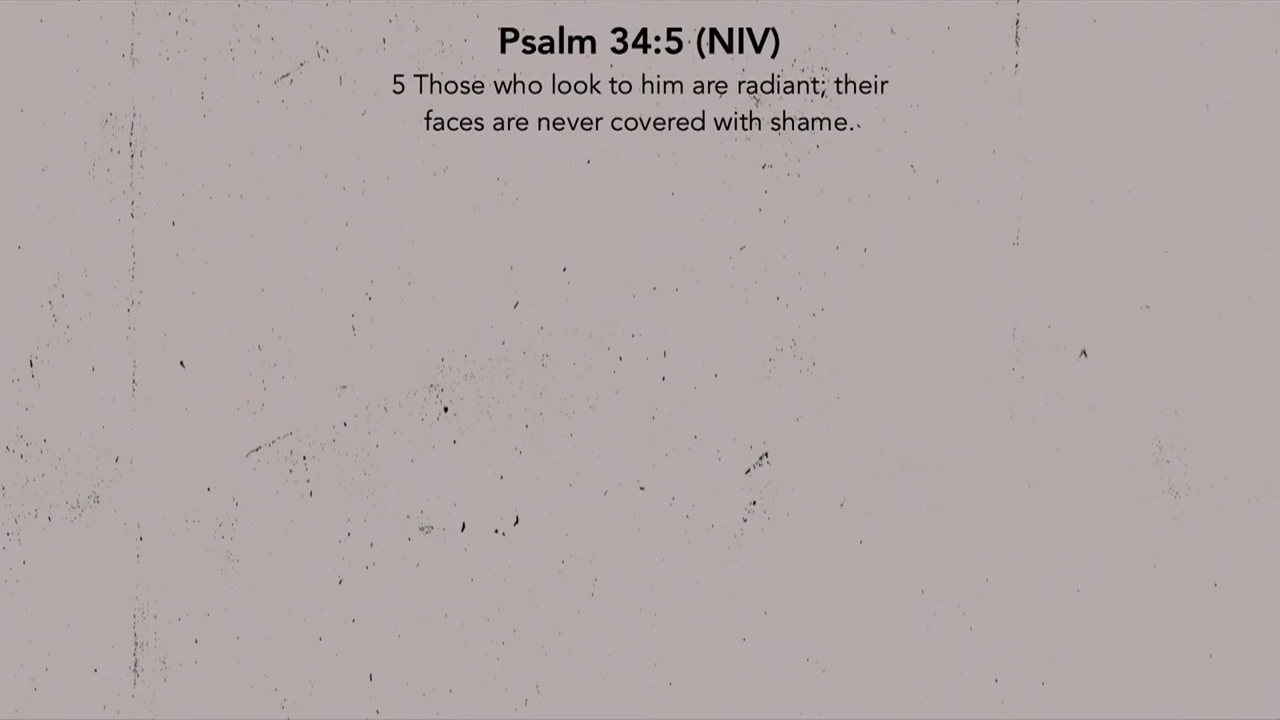 Psalm 34:5 (NIV)
5 Those who look to him are radiant; their
faces are never covered with shame.